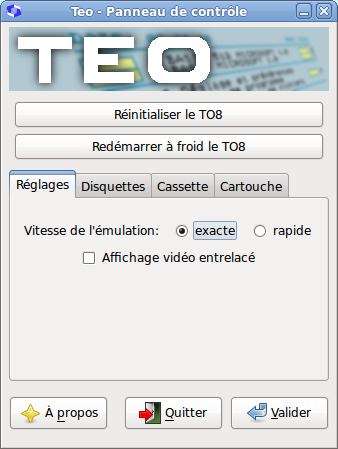 Teo - Panneau de contrôle
TEO
Réinitialiser le TO8
Redémarrer à froid le TO8
Réglages Disquettes Cassette Cartouche
Vitesse de l'émulation: exacte rapide
Affichage vidéo entrelacé
À propos Quitter Valider